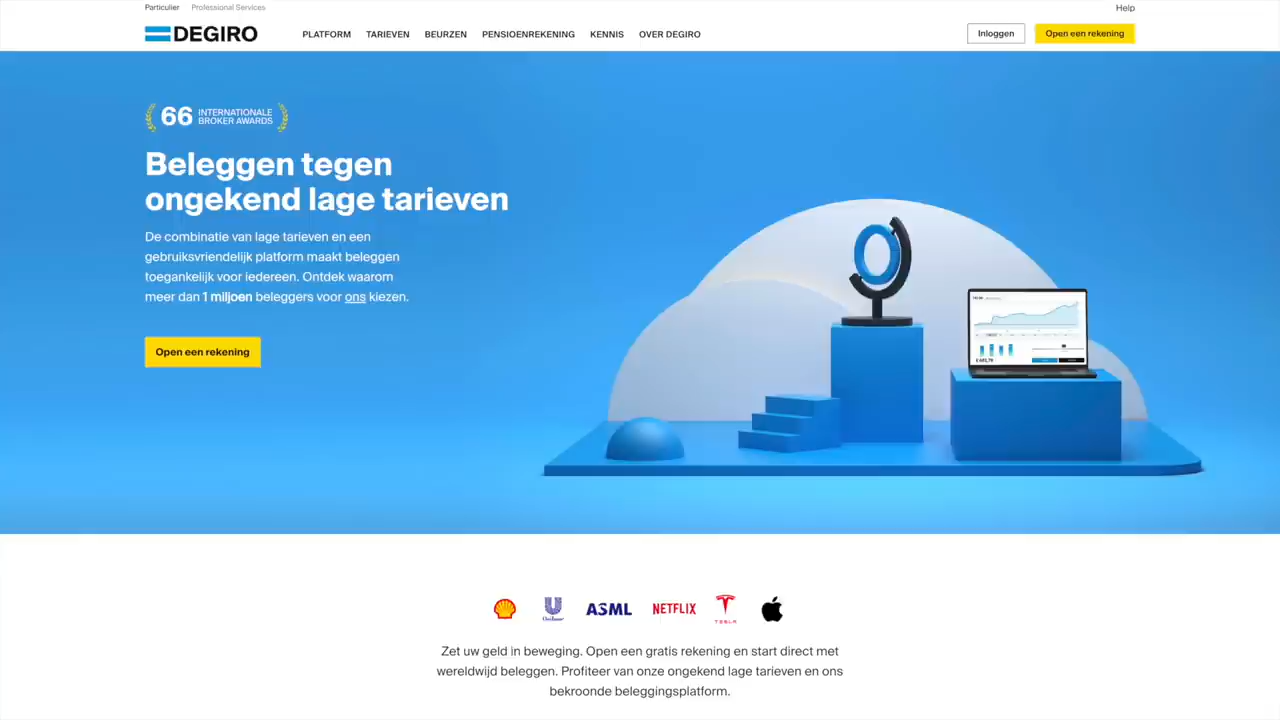 Particulier Professional Services Help
DEGIRO PLATFORM TARIEVEN BEURZEN PENSIOENREKENING KENNIS OVER DEGIRO Inloggen Open een rekening
66 INTERNATIONALE
BROKER AWARDS
Beleggen tegen
ongekend lage tarieven
De combinatie van lage tarieven en een
gebruiksvriendelijk platform maakt beleggen
toegankelijk voor iedereen. Ontdek waarom
meer dan 1 miljoen beleggers voor ons kiezen.
Open een rekening
Unilever ASML NETFLIX TESLA
Zet uw geld in beweging. Open een gratis rekening en start direct met
wereldwijd beleggen. Profiteer van onze ongekend lage tarieven en ons
bekroonde beleggingsplatform.